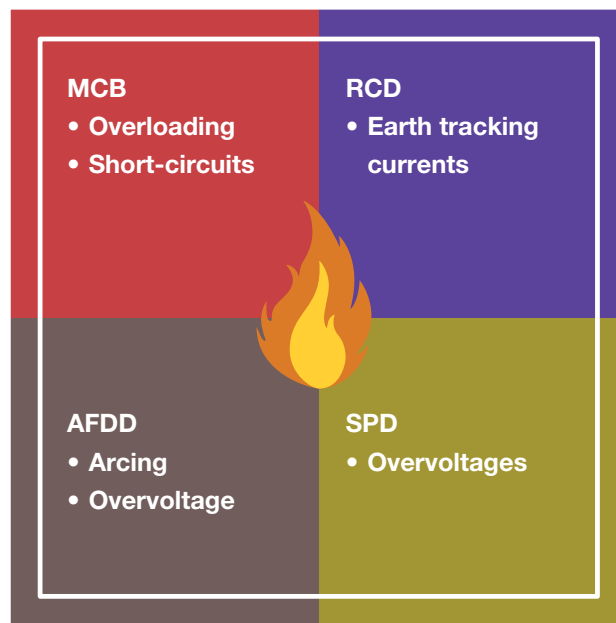 MCB
• Overloading
• Short-circuits
RCD
• Earth tracking
currents
AFDD
• Arcing
• Overvoltage
SPD
• Overvoltages